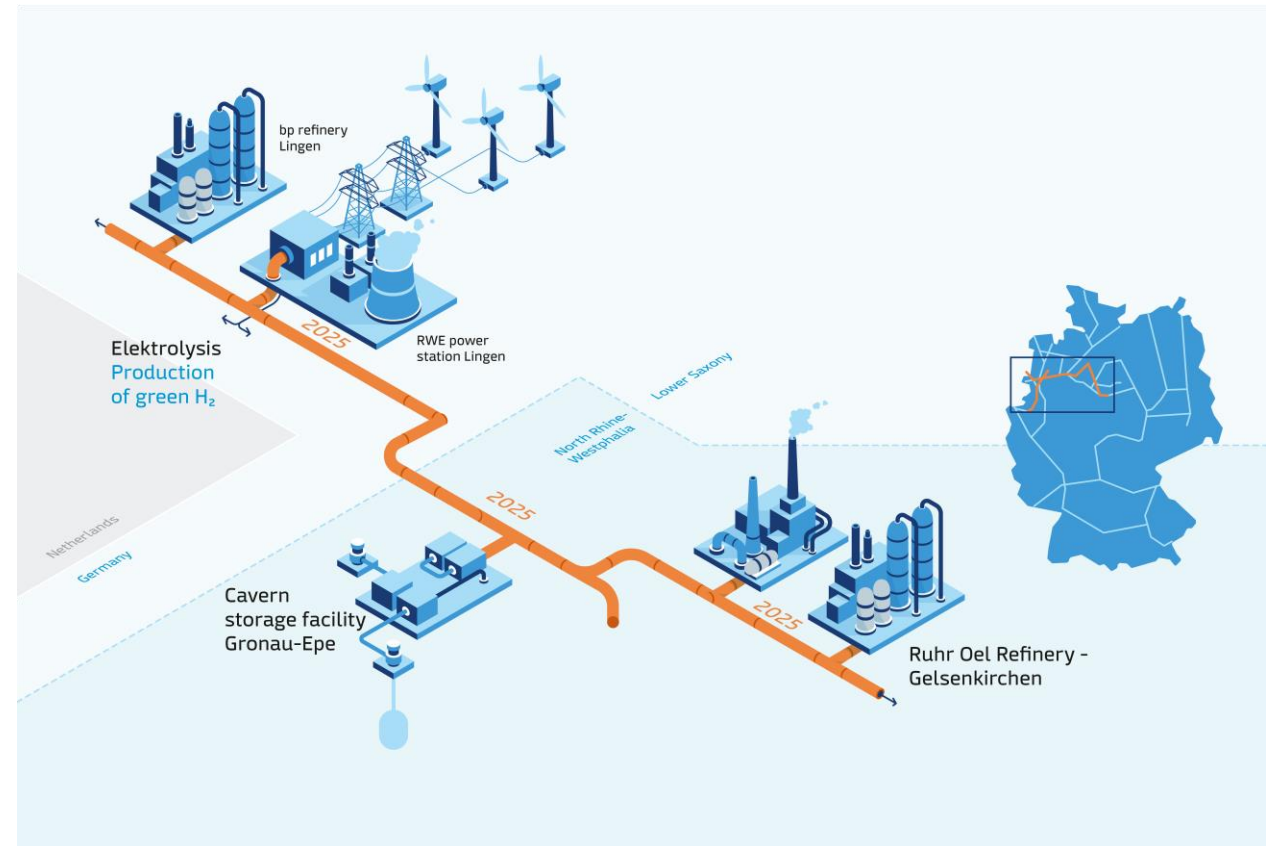 bp refinery
Lingen
2025
RWE power
station Lingen
Elektrolysis
Production
of green H₂
Lower Saxony
North Rhine-
Westphalia
Netherlands
Germany
2025
Cavern
storage facility
Gronau-Epe
2025
Ruhr Oel Refinery -
Gelsenkirchen